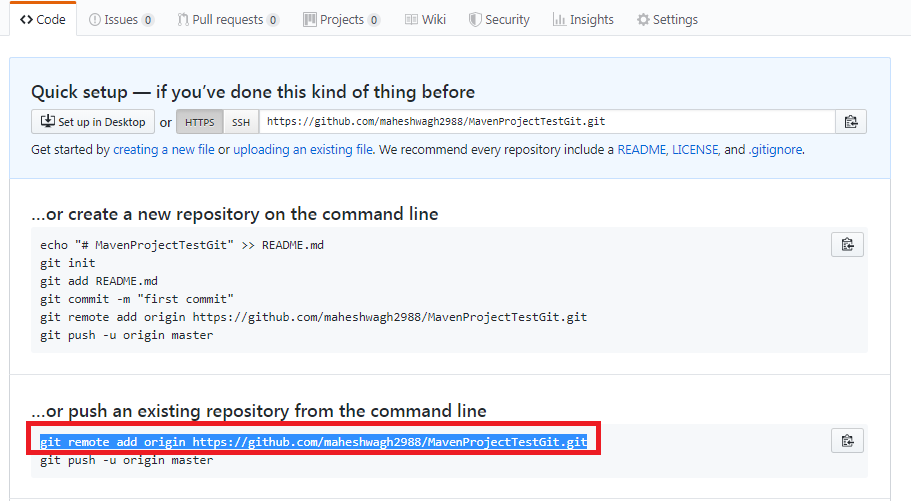 Code Issues 0 Pull requests 0 Projects 0 Wiki Security Insights Settings
Quick setup — if you’ve done this kind of thing before
Set up in Desktop or HTTPS SSH https://github.com/maheshwagh2988/MavenProjectTestGit.git
Get started by creating a new file or uploading an existing file. We recommend every repository include a README, LICENSE, and .gitignore.
…or create a new repository on the command line
echo "# MavenProjectTestGit" >> README.md
git init
git add README.md
git commit -m "first commit"
git remote add origin https://github.com/maheshwagh2988/MavenProjectTestGit.git
git push -u origin master
…or push an existing repository from the command line
git remote add origin https://github.com/maheshwagh2988/MavenProjectTestGit.git
git push -u origin master